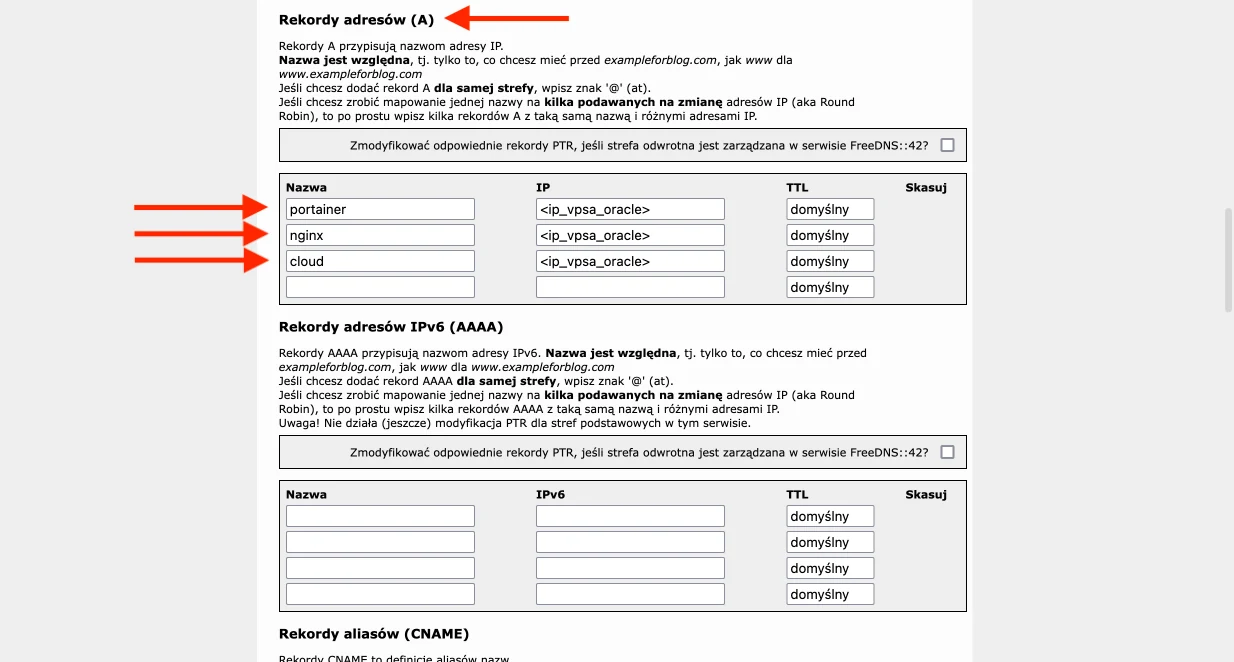 Rekordy adresów (A)
Rekordy A przypisują nazwom adresy IP.
Nazwa jest względna, tj. tylko to, co chcesz mieć przed exampleforblog.com, jak www dla
www.exampleforblog.com
Jeśli chcesz dodać rekord A dla samej strefy, wpisz znak '@' (at).
Jeśli chcesz zrobić mapowanie jednej nazwy na kilka podawanych na zmianę adresów IP (aka Round
Robin), to po prostu wpisz kilka rekordów A z taką samą nazwą i różnymi adresami IP.
Zmodyfikować odpowiednie rekordy PTR, jeśli strefa odwrotna jest zarządzana w serwisie FreeDNS::42?
Nazwa IP TTL Skasuj
portainer <ip_vpsa_oracle> domyślny
nginx <ip_vpsa_oracle> domyślny
cloud <ip_vpsa_oracle> domyślny
domyślny
Rekordy adresów IPv6 (AAAA)
Rekordy AAAA przypisują nazwom adresy IPv6. Nazwa jest względna, tj. tylko to, co chcesz mieć przed
exampleforblog.com, jak www dla www.exampleforblog.com
Jeśli chcesz dodać rekord AAAA dla samej strefy, wpisz znak '@' (at).
Jeśli chcesz zrobić mapowanie jednej nazwy na kilka podawanych na zmianę adresów IP (aka Round
Robin), to po prostu wpisz kilka rekordów AAAA z taką samą nazwą i różnymi adresami IP.
Uwaga! Nie działa (jeszcze) modyfikacja PTR dla stref podstawowych w tym serwisie.
Zmodyfikować odpowiednie rekordy PTR, jeśli strefa odwrotna jest zarządzana w serwisie FreeDNS::42?
Nazwa IPv6 TTL Skasuj
domyślny
domyślny
domyślny
domyślny
Rekordy aliasów (CNAME)
Rekordy CNAME to definicje aliasów nazw.